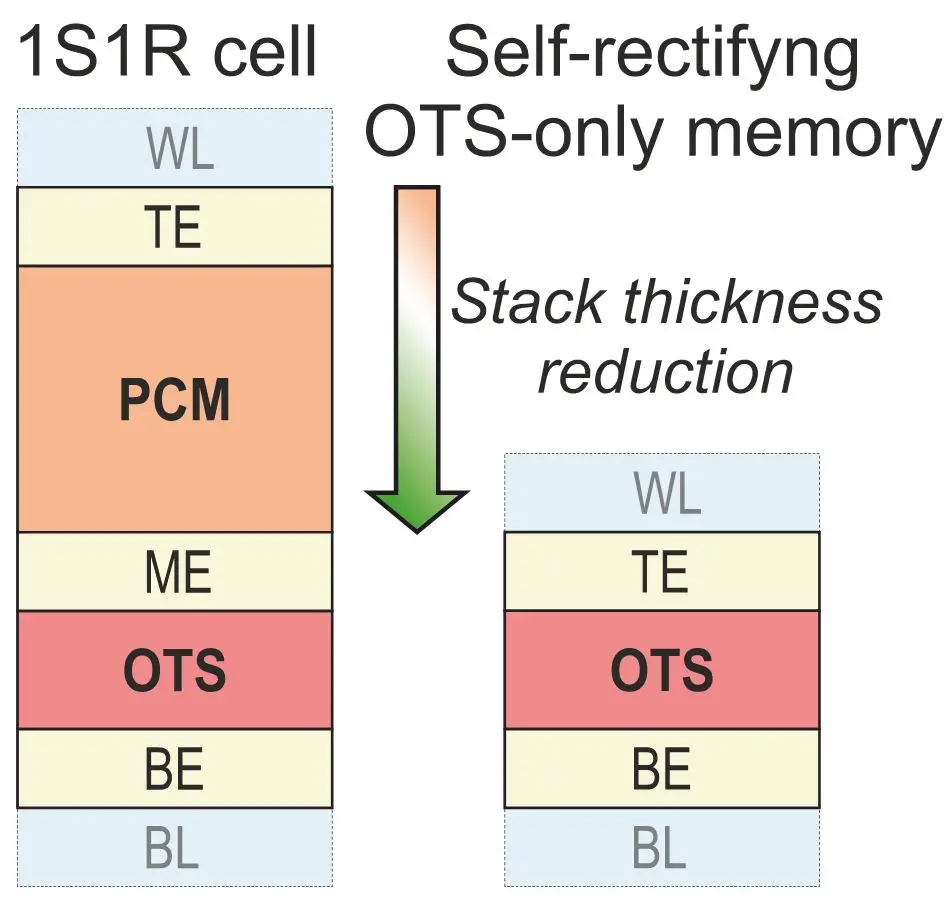 1S1R cell
WL
TE
PCM
ME
OTS
BE
BL
Self-rectifyng
OTS-only memory
Stack thickness
reduction
WL
TE
OTS
BE
BL